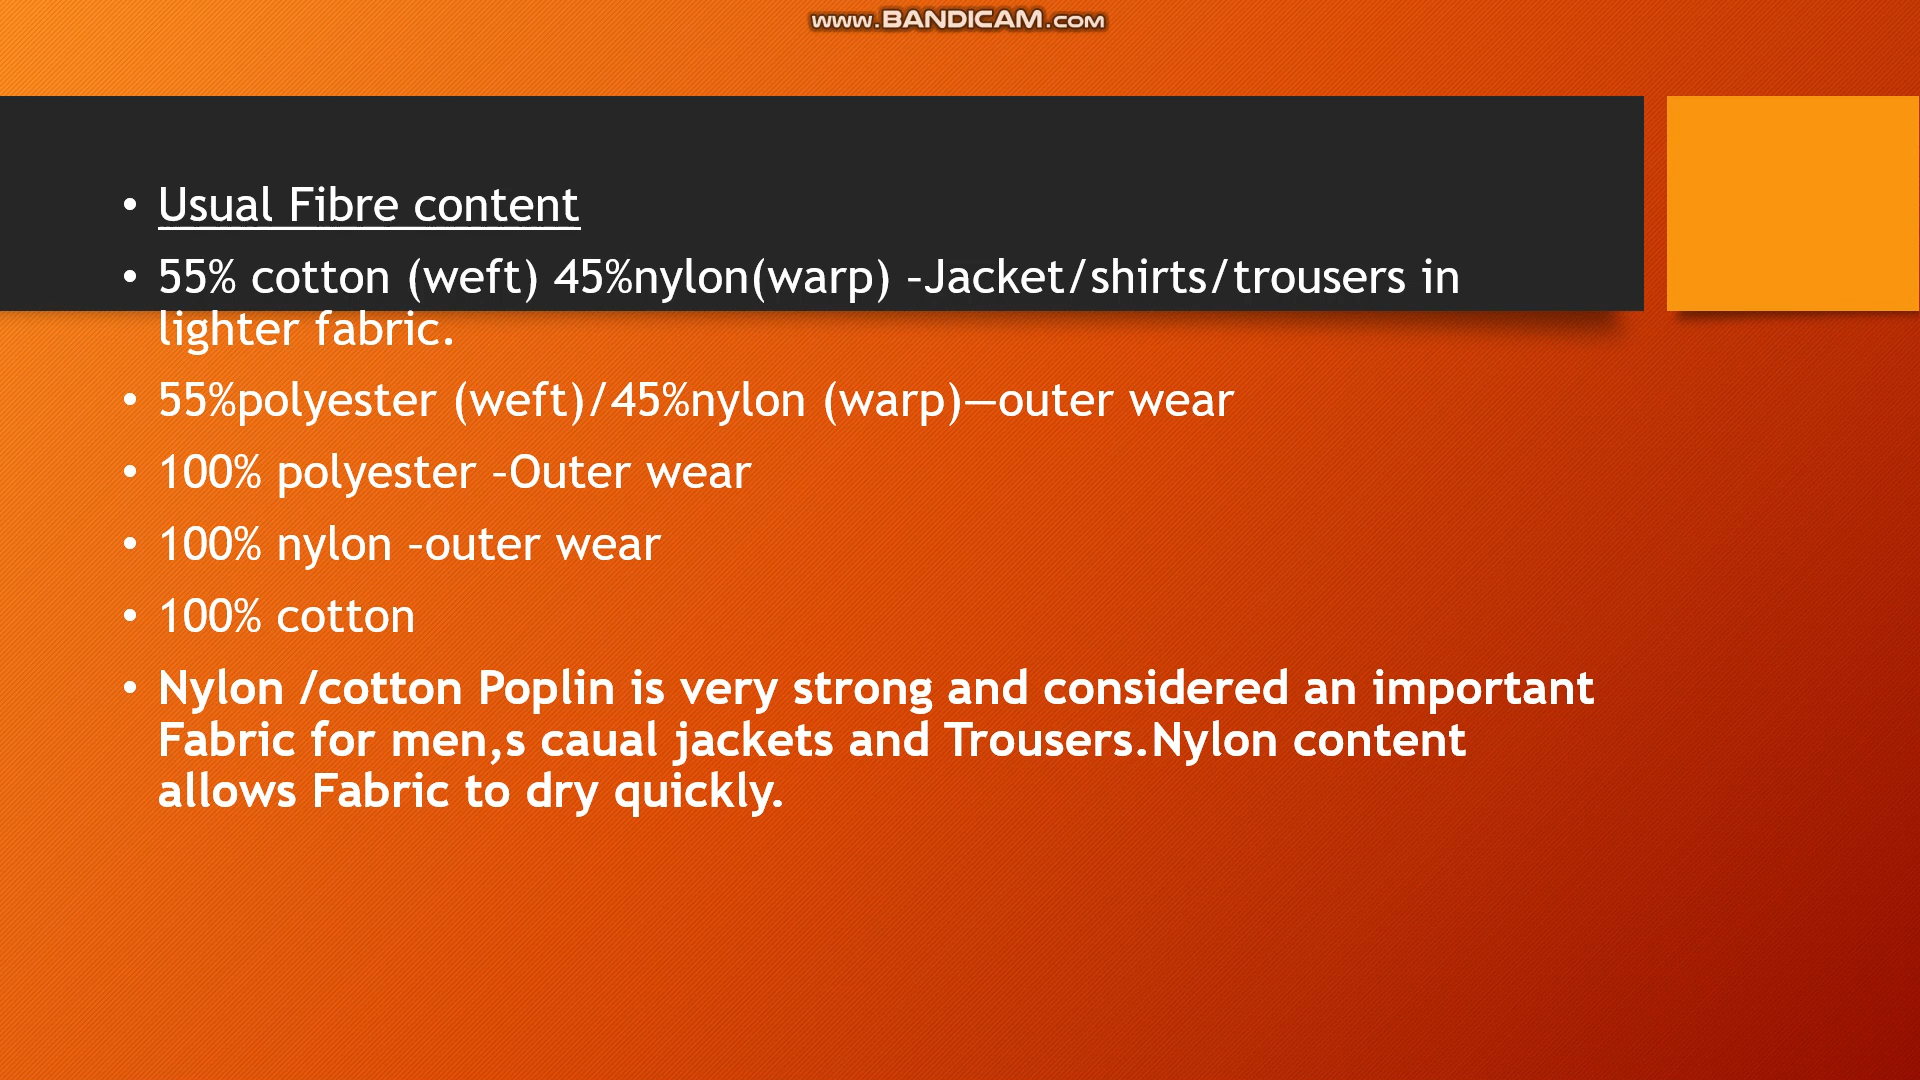 www.BANDICAM.com
• Usual Fibre content
• 55% cotton (weft) 45%nylon(warp) –Jacket/shirts/trousers in
lighter fabric.
• 55%polyester (weft)/45%nylon (warp)—outer wear
• 100% polyester –Outer wear
• 100% nylon –outer wear
• 100% cotton
• Nylon /cotton Poplin is very strong and considered an important
Fabric for men,s caual jackets and Trousers.Nylon content
allows Fabric to dry quickly.